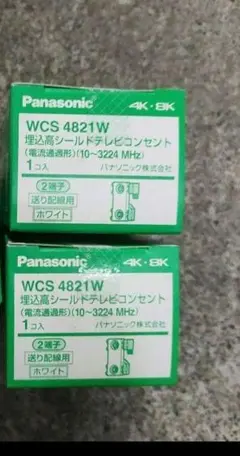 Panasonic 4K・8K
WCS 4821W
埋込高シールドテレビコンセント
(電流通過形)(10〜3224 MHz)
1コ入 パナソニック株式会社
2端子
送り配線用
ホワイト
Panasonic 4K・8K
WCS 4821W
埋込高シールドテレビコンセント
(電流通過形)(10〜3224 MHz)
1コ入 パナソニック株式会社
2端子
送り配線用
ホワイト